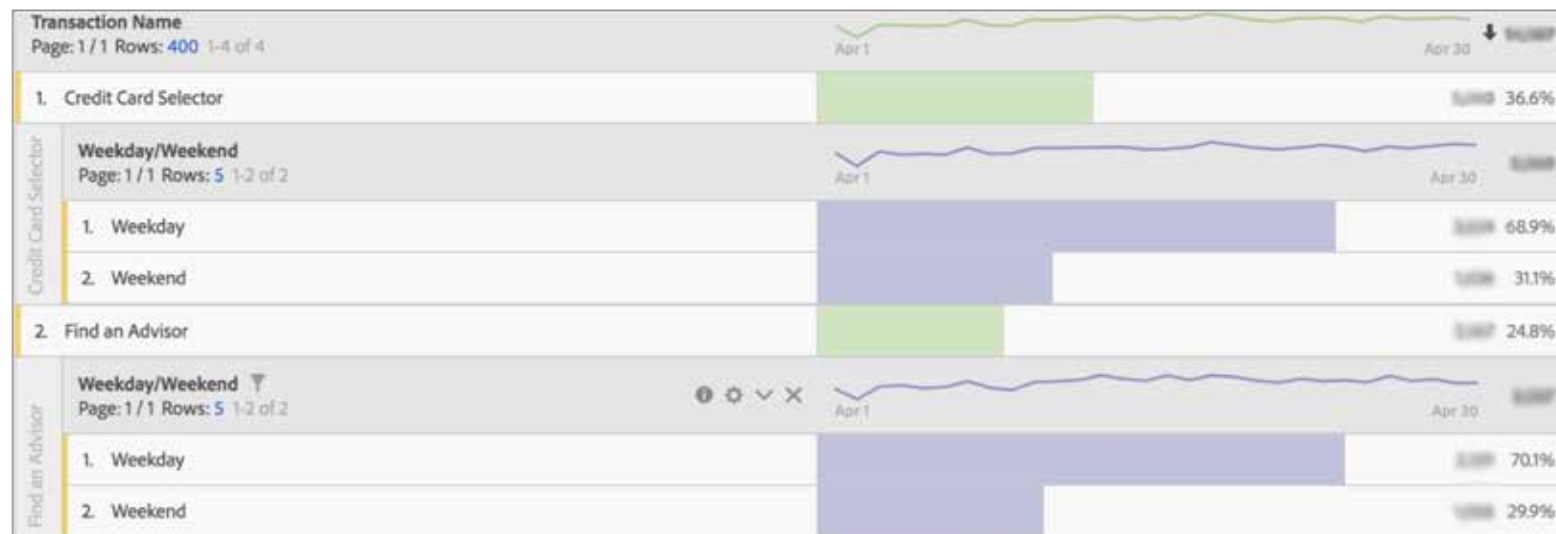 Transaction Name
Page: 1 / 1 Rows: 400 1-4 of 4
Apr 1 Apr 30
1. Credit Card Selector 36.6%
Credit Card Selector
Weekday/Weekend
Page: 1 / 1 Rows: 5 1-2 of 2
Apr 1 Apr 30
1. Weekday 68.9%
2. Weekend 31.1%
2. Find an Advisor 24.8%
Find an Advisor
Weekday/Weekend
Page: 1 / 1 Rows: 5 1-2 of 2
Apr 1 Apr 30
1. Weekday 70.1%
2. Weekend 29.9%